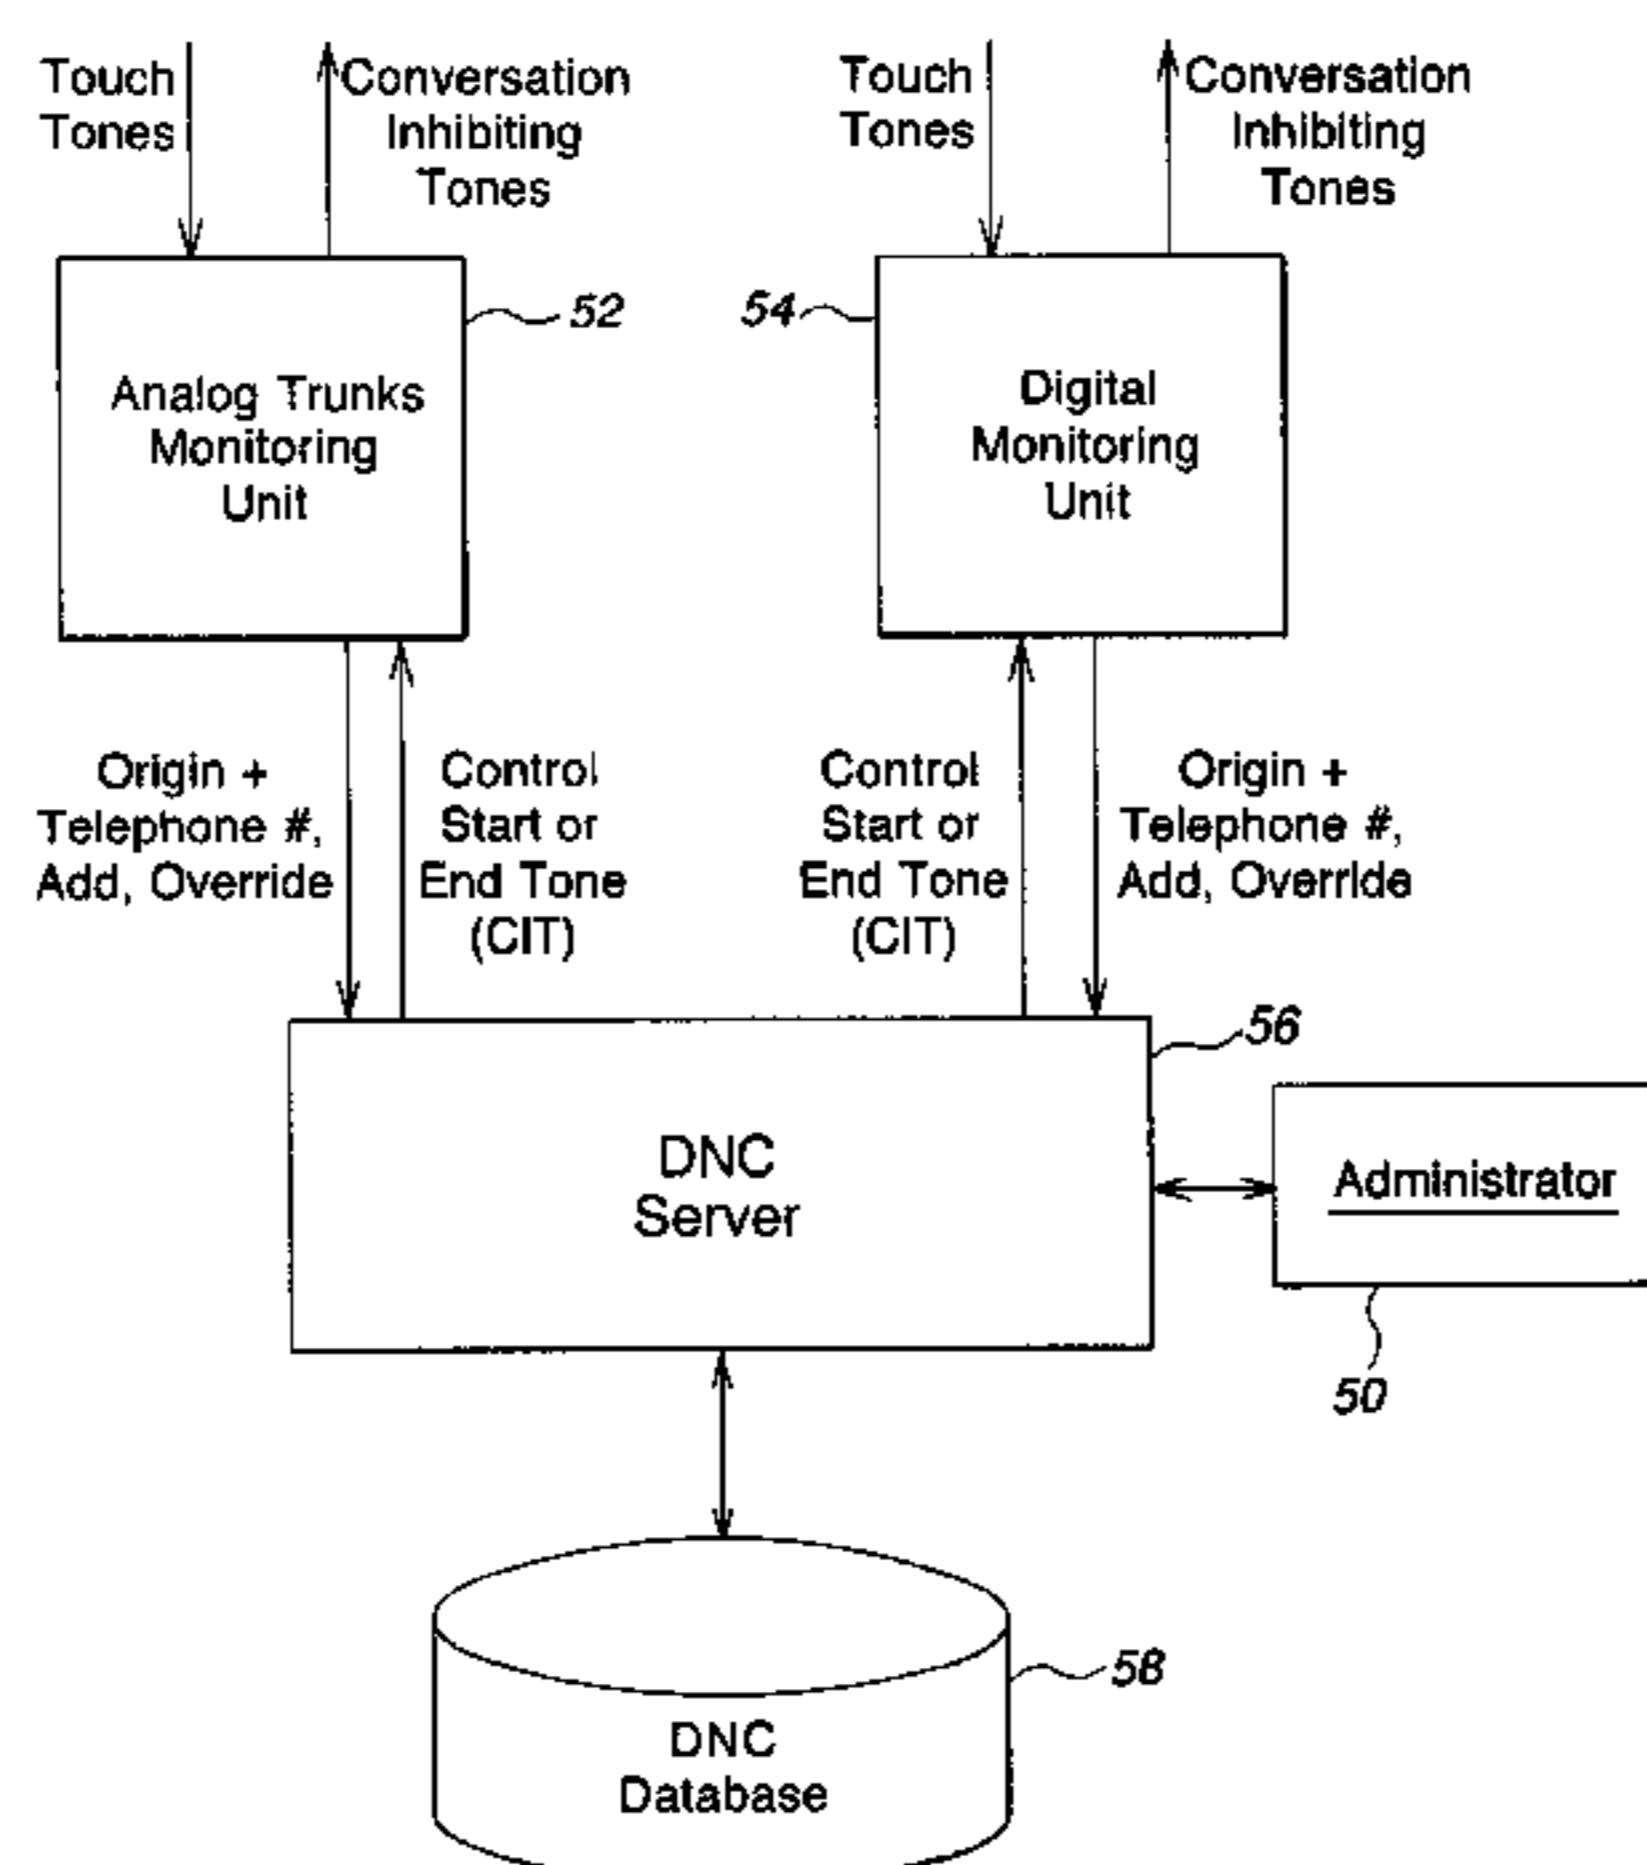 Touch
Tones
Conversation
Inhibiting
Tones
Touch
Tones
Conversation
Inhibiting
Tones
52
54
Analog Trunks
Monitoring
Unit
Digital
Monitoring
Unit
Origin +
Telephone #,
Add, Override
Control
Start or
End Tone
(CIT)
Control
Start or
End Tone
(CIT)
Origin +
Telephone #,
Add, Override
56
DNC
Server
Administrator
50
58
DNC
Database